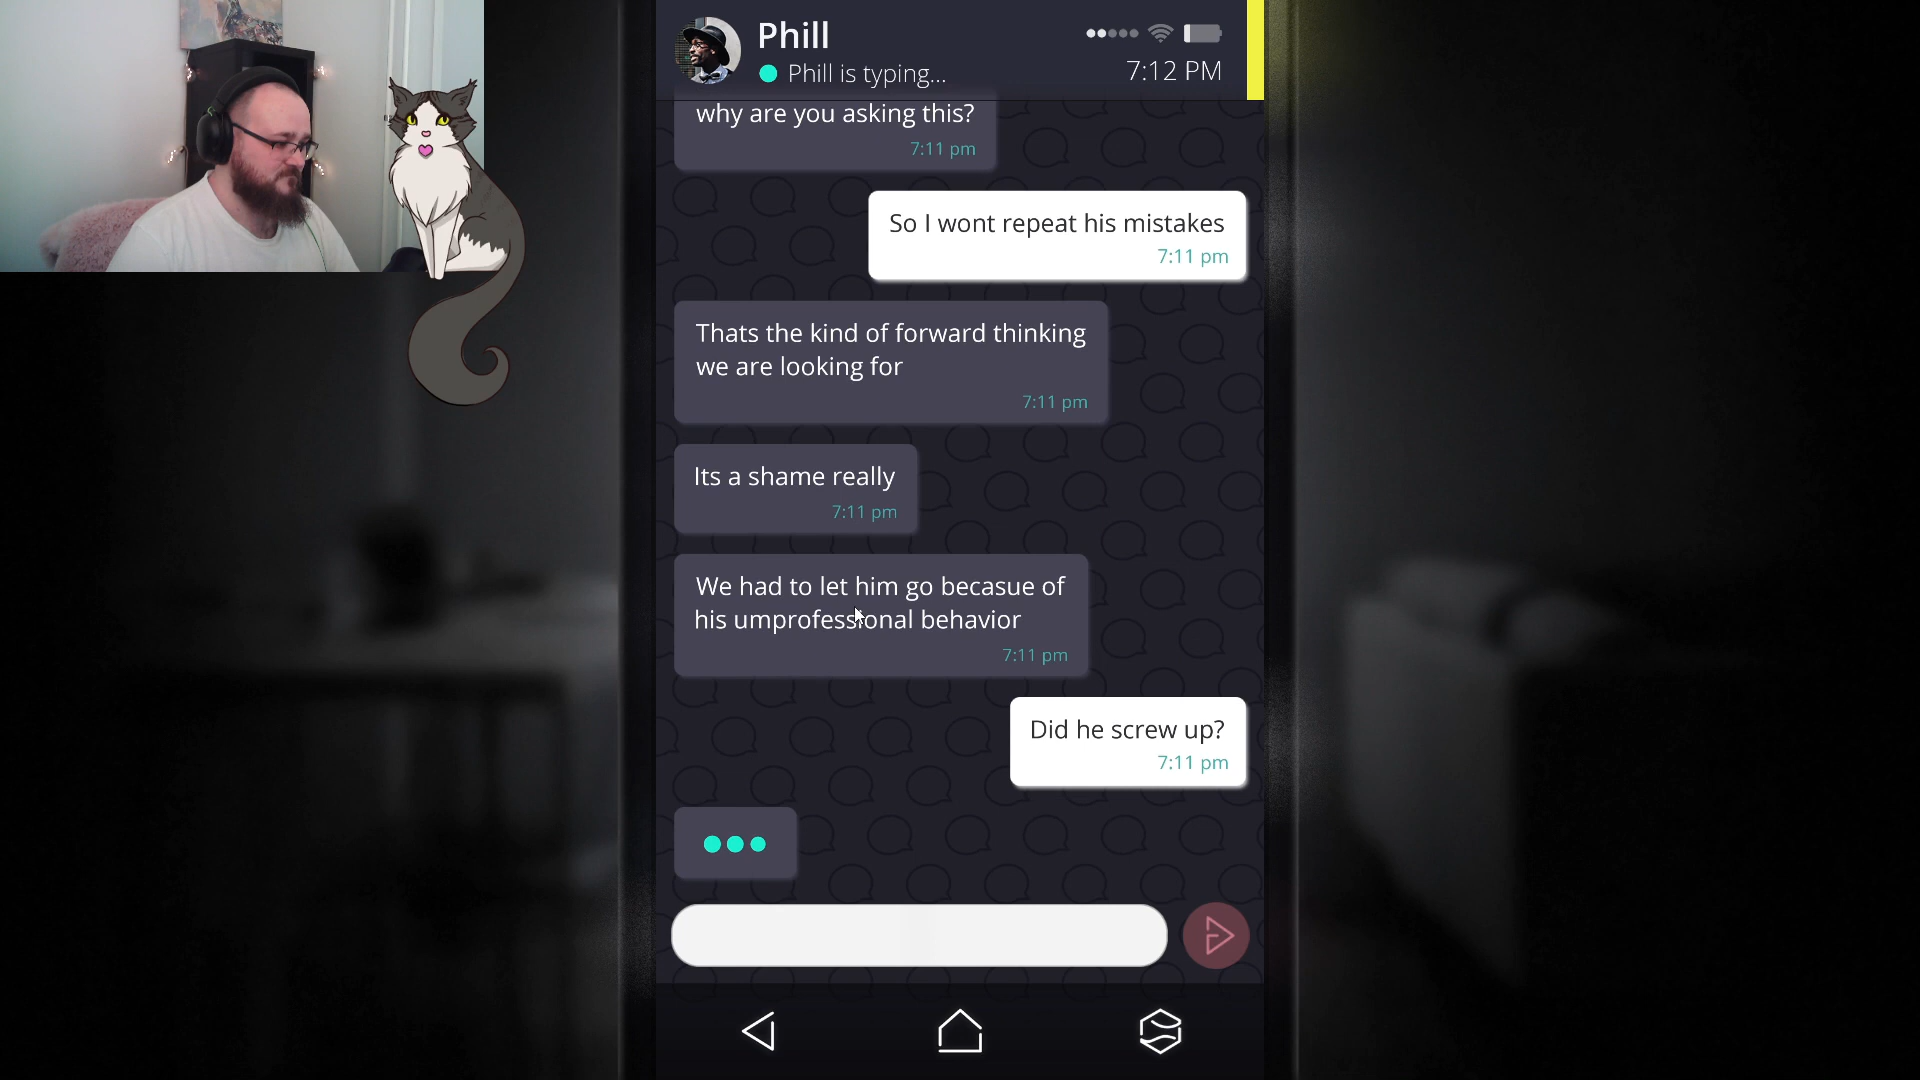 Phill
Phill is typing...
7:12 PM
why are you asking this?
7:11 pm
So I wont repeat his mistakes
7:11 pm
Thats the kind of forward thinking
we are looking for
7:11 pm
Its a shame really
7:11 pm
We had to let him go becasue of
his umprofessional behavior
7:11 pm
Did he screw up?
7:11 pm